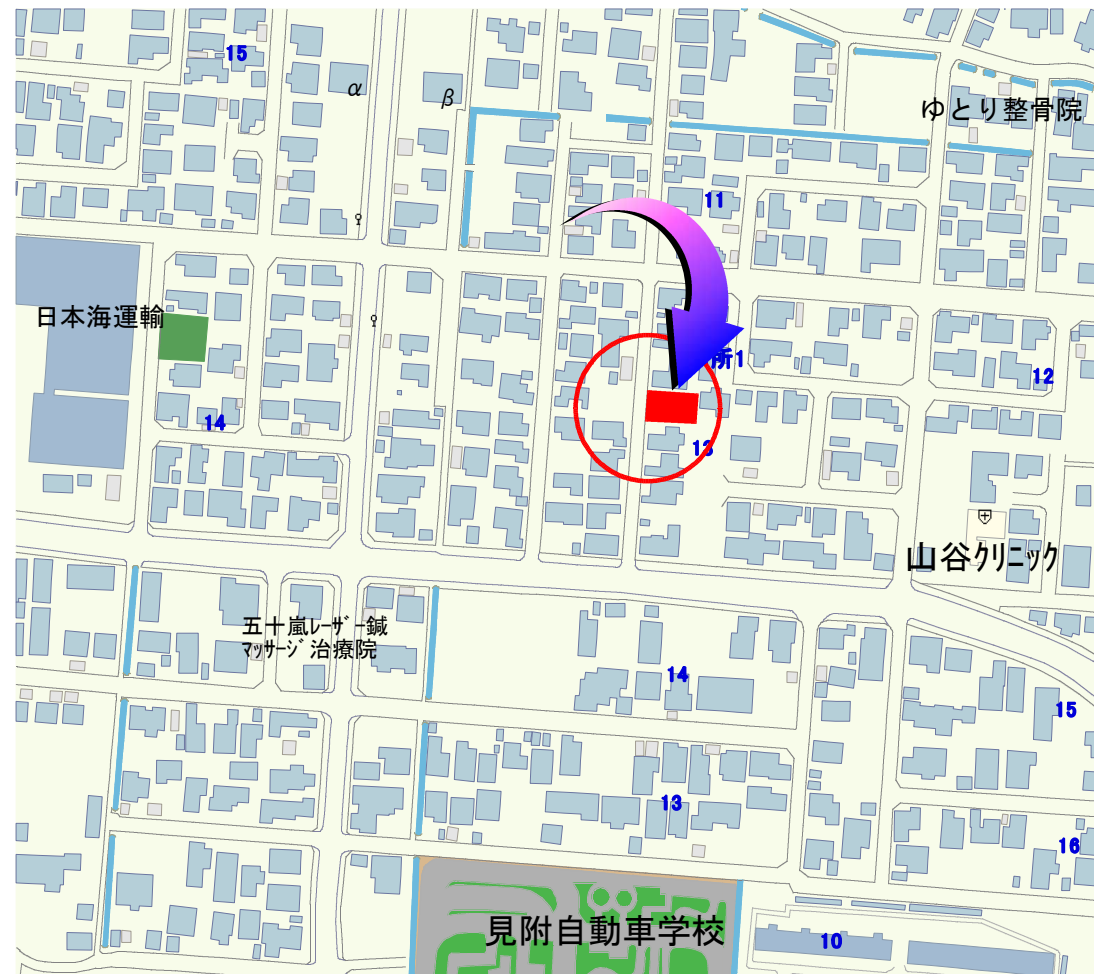 15
α
β
ゆとり整骨院
11
日本海運輸
所1
12
14
13
山谷クリニック
五十嵐レーザー鍼
マッサージ治療院
14
15
13
16
見附自動車学校
10